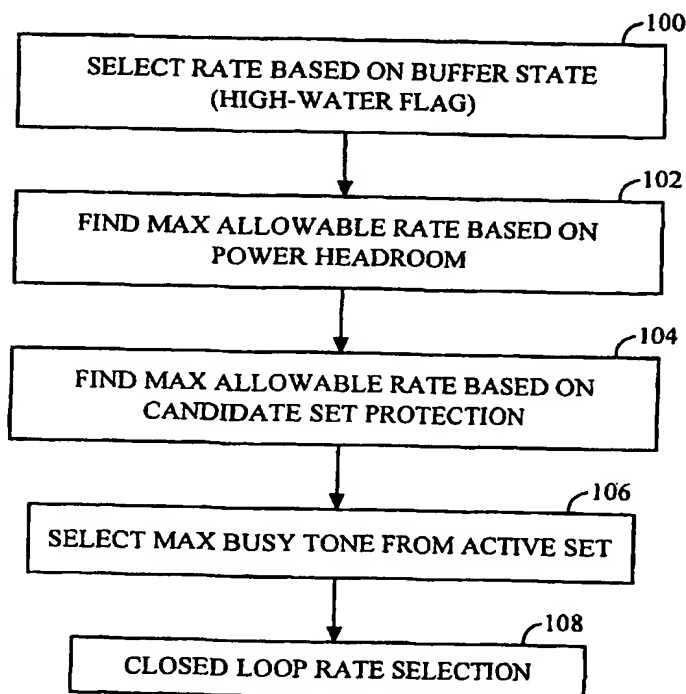 100
SELECT RATE BASED ON BUFFER STATE
(HIGH-WATER FLAG)
102
FIND MAX ALLOWABLE RATE BASED ON
POWER HEADROOM
104
FIND MAX ALLOWABLE RATE BASED ON
CANDIDATE SET PROTECTION
106
SELECT MAX BUSY TONE FROM ACTIVE SET
108
CLOSED LOOP RATE SELECTION